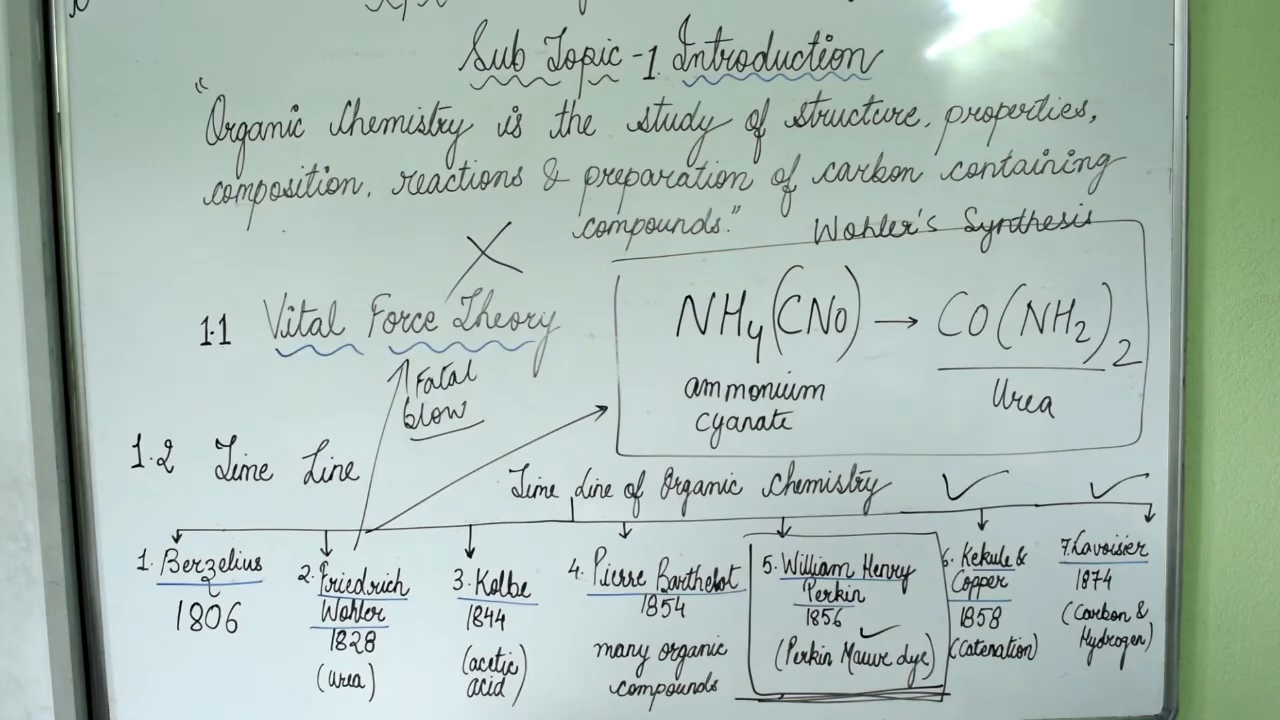 Sub Topic -1 Introduction
"Organic Chemistry is the study of structure, properties,
composition, reactions & preparation of carbon containing
compounds."
Wohler's Synthesis
1.1 Vital Force Theory
NH4(CNO) → CO(NH2)2
ammonium
cyanate
Urea
↑ Fatal
blow
1.2 Time Line
Time Line of Organic Chemistry
1. Berzelius
1806
2. Friedrich
Wohler
1828
(urea)
3. Kolbe
1844
(acetic
acid)
4. Pierre Barthelot
1854
many organic
compounds
5. William Henry
Perkin
1856
(Perkin Mauve dye)
6. Kekule &
Copper
1858
(Catenation)
7. Lavoisier
1874
(Carbon &
Hydrogen)